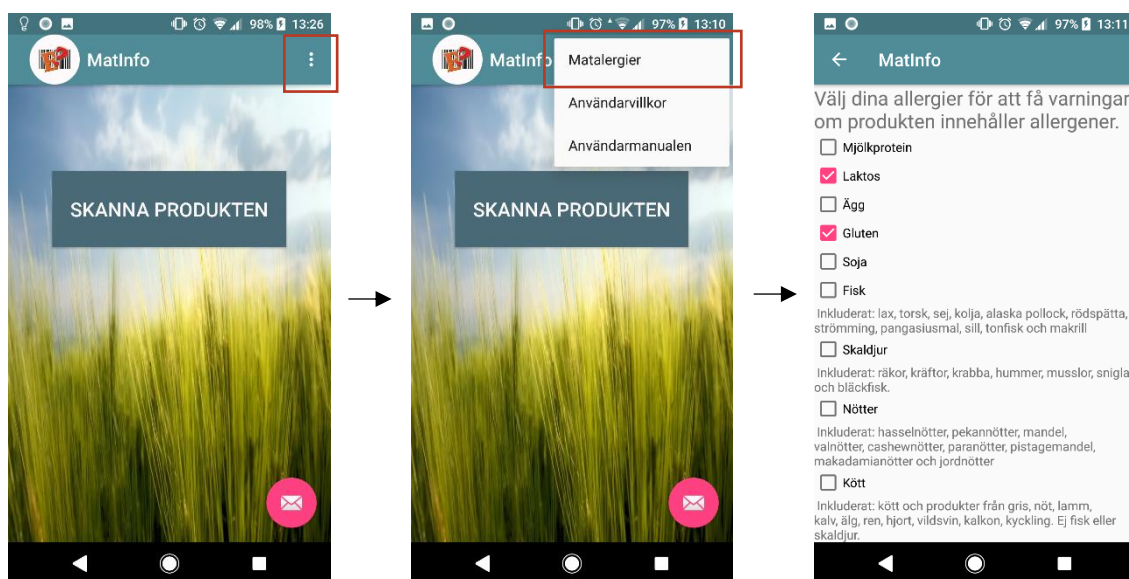 98% 13:26
MatInfo
SKANNA PRODUKTEN
97% 13:10
MatInfo
Matalergier
Användarvillkor
Användarmanualen
SKANNA PRODUKTEN
97% 13:11
MatInfo
Välj dina allergier för att få varningar
om produkten innehåller allergener.
Mjölkprotein
Laktos
Ägg
Gluten
Soja
Fisk
Inkluderat: lax, torsk, sej, kolja, alaska pollock, rödspätta,
strömming, pangasiusmal, sill, tonfisk och makrill
Skaldjur
Inkluderat: räkor, kräftor, krabba, hummer, musslor, snigla
och bläckfisk.
Nötter
Inkluderat: hasselnötter, pekannötter, mandel,
valnötter, cashewnötter, paranötter, pistagemandel,
makadamianötter och jordnötter
Kött
Inkluderat: kött och produkter från gris, nöt, lamm,
kalv, älg, ren, hjort, vildsvin, kalkon, kyckling. Ej fisk eller
skaldjur.